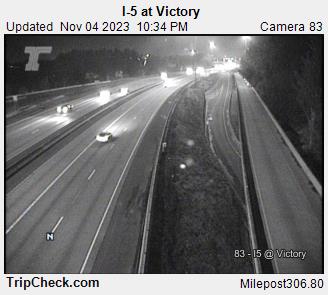 I-5 at Victory
Updated Nov 04 2023 10:34 PM Camera 83
T
N
83 - I5 @ Victory
TripCheck.com Milepost306.80